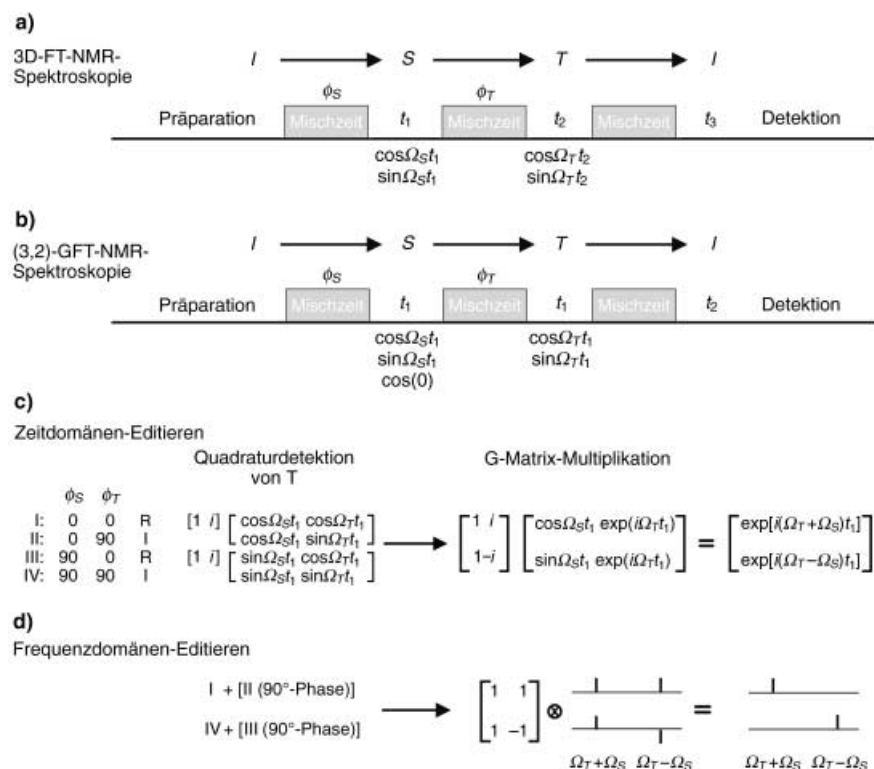 a)
3D-FT-NMR-
Spektroskopie
I S T I
ϕS ϕT
Präparation Mischzeit t1 Mischzeit t2 Mischzeit t3 Detektion
cosΩSt1 cosΩTt2
sinΩSt1 sinΩTt2
b)
(3,2)-GFT-NMR-
Spektroskopie
I S T I
ϕS ϕT
Präparation Mischzeit t1 Mischzeit t1 Mischzeit t2 Detektion
cosΩSt1 cosΩTt1
sinΩSt1 sinΩTt1
cos(0)
c)
Zeitdomänen-Editieren
Quadraturdetektion
von T
G-Matrix-Multiplikation
ϕS ϕT
I: 0 0 R [1 i] [cosΩSt1 cosΩTt1]
II: 0 90 I [cosΩSt1 sinΩTt1]
III: 90 0 R [1 i] [sinΩSt1 cosΩTt1]
IV: 90 90 I [sinΩSt1 sinΩTt1]
[1 i] [cosΩSt1 exp(iΩTt1)] = [exp[i(ΩT+ΩS)t1]]
[1–i] [sinΩSt1 exp(iΩTt1)] [exp[i(ΩT−ΩS)t1]]
d)
Frequenzdomänen-Editieren
I + [II (90°-Phase)] [1 1] ⊗ =
IV + [III (90°-Phase)] [1 −1]
ΩT+ΩS ΩT−ΩS ΩT+ΩS ΩT−ΩS